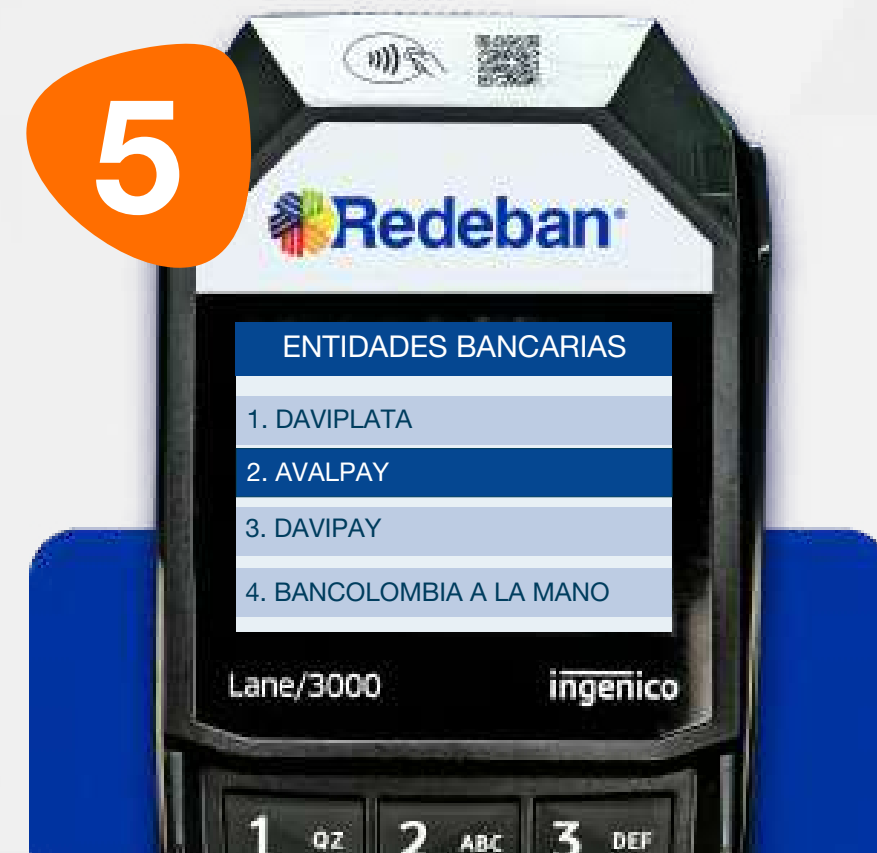 5
Redeban
ENTIDADES BANCARIAS
1. DAVIPLATA
2. AVALPAY
3. DAVIPAY
4. BANCOLOMBIA A LA MANO
Lane/3000 ingenico
1 QZ 2 ABC 3 DEF